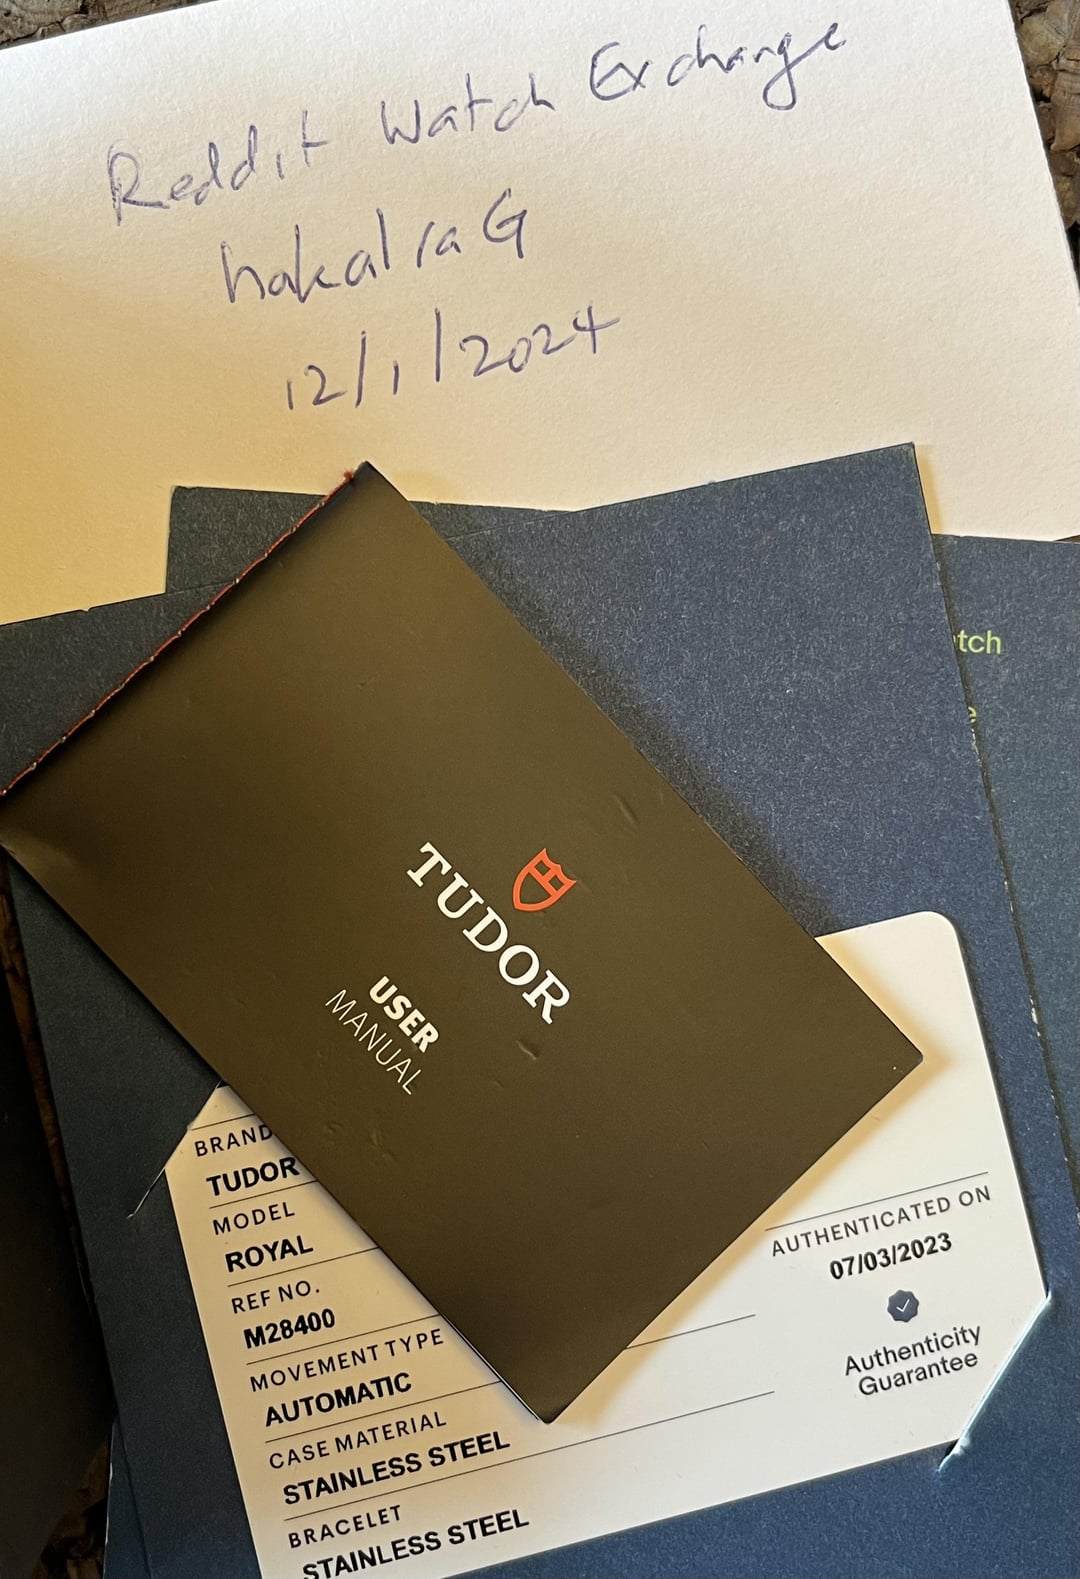 Reddit Watch Exchange
hakalraG
12/1/2024
tch
e
TUDOR
USER
MANUAL
BRAND
TUDOR
MODEL
ROYAL
REF NO.
M28400
MOVEMENT TYPE
AUTOMATIC
CASE MATERIAL
STAINLESS STEEL
BRACELET
STAINLESS STEEL
AUTHENTICATED ON
07/03/2023
Authenticity
Guarantee